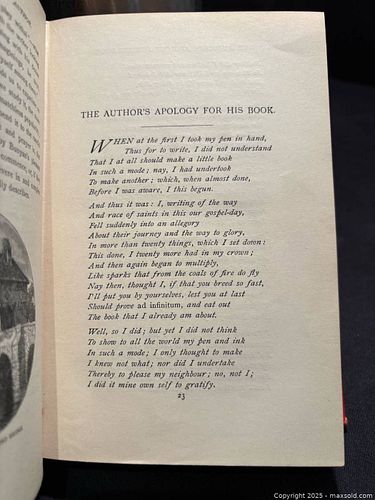 THE AUTHOR'S APOLOGY FOR HIS BOOK.
WHEN at the first I took my pen in hand,
Thus for to write, I did not understand
That I at all should make a little book
In such a mode; nay, I had undertook
To make another; which, when almost done,
Before I was aware, I this begun.
And thus it was: I, writing of the way
And race of saints in this our gospel-day,
Fell suddenly into an allegory
About their journey and the way to glory,
In more than twenty things, which I set down:
This done, I twenty more had in my crown;
And then again began to multiply,
Like sparks that from the coals of fire do fly
Nay then, thought I, if that you breed so fast,
I'll put you by yourselves, lest you at last
Should prove ad infinitum, and eat out
The book that I already am about.
Well, so I did; but yet I did not think
To show to all the world my pen and ink
In such a mode; I only thought to make
I knew not what; nor did I undertake
Thereby to please my neighbour; no, not I;
I did it mine own self to gratify.
23
Copyright 2025 - maxsold.com